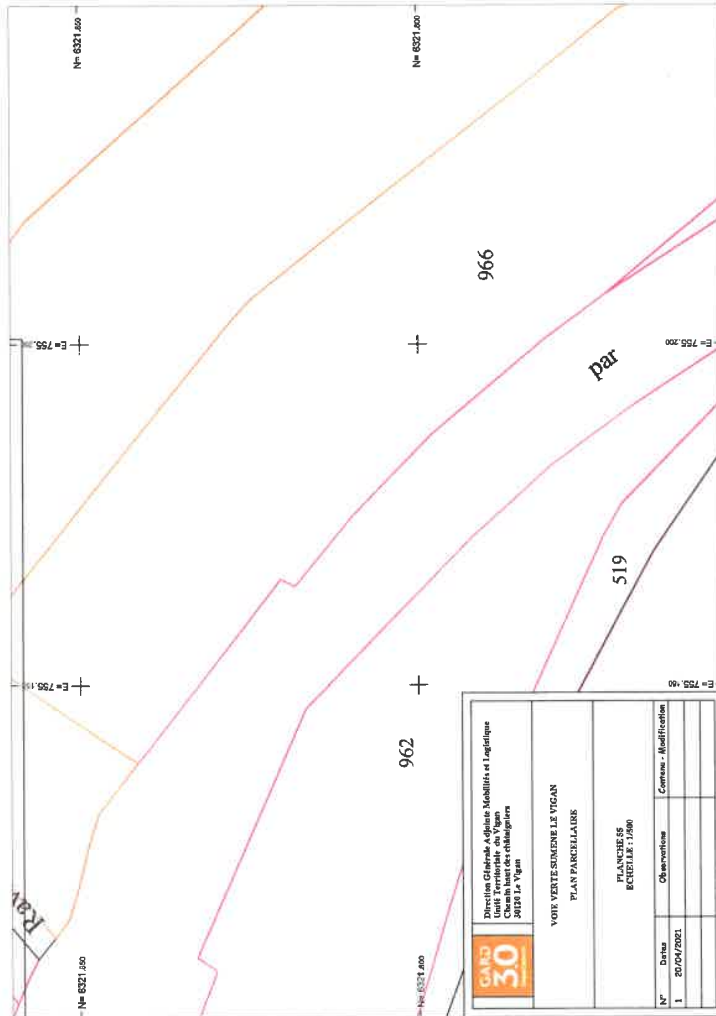 N= 6321.850
N= 6321.800
966
E= 755.200
E= 755.200
par
519
E= 755.150
E= 755.150
962
Rav
N= 6321.850
N= 6321.800
GARD
30
Direction Générale Adjointe Mobilités et Logistique
Unité Territoriale du Vigan
Chemin haut des châtaigniers
30120 Le Vigan
VOIE VERTE SUMENE LE VIGAN
PLAN PARCELLAIRE
PLANCHE 55
ECHELLE : 1/500
N° Dates Observations Contenu - Modification
1 20/04/2021